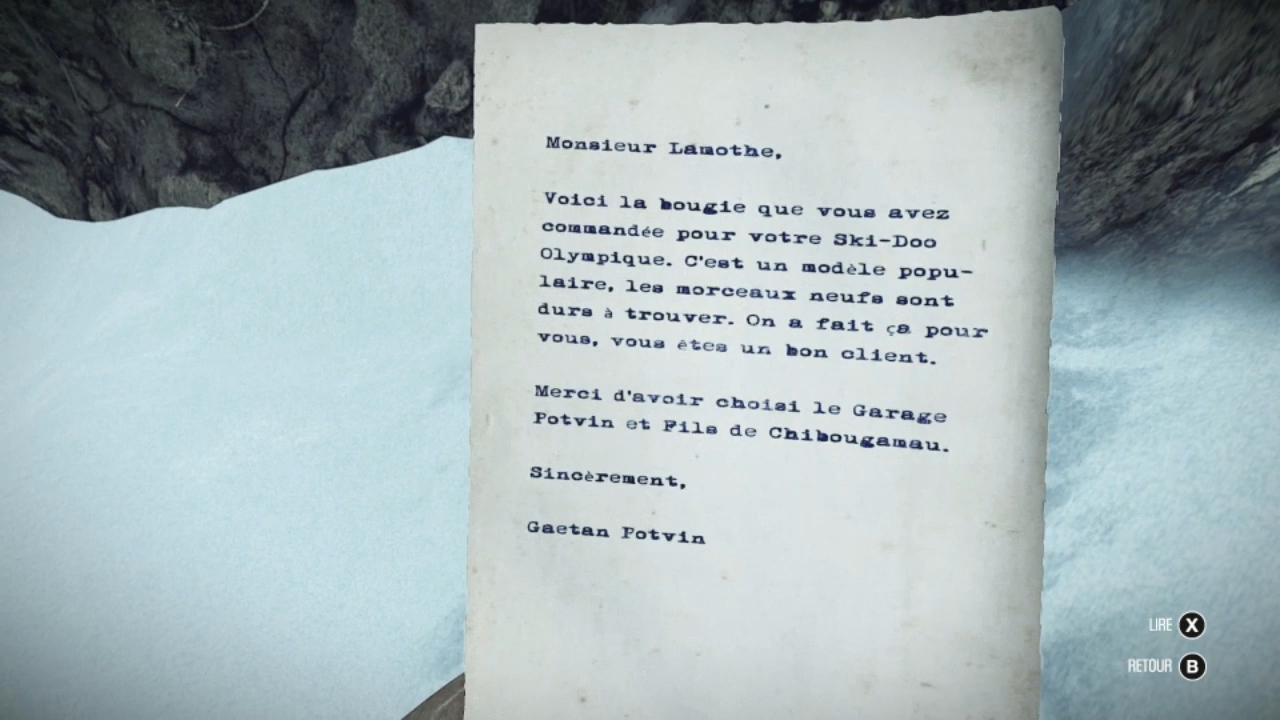 Monsieur Lamothe,
Voici la bougie que vous avez
commandée pour votre Ski-Doo
Olympique. C'est un modèle popu-
laire, les morceaux neufs sont
durs à trouver. On a fait ça pour
vous, vous êtes un bon client.
Merci d'avoir choisi le Garage
Potvin et Fils de Chibougamau.
Sincèrement,
Gaetan Potvin
LIRE X
RETOUR B